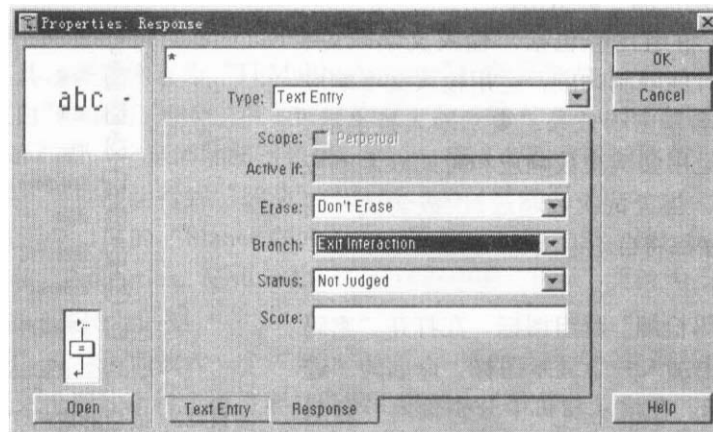 Properties: Response
*
OK
abc
Type: Text Entry
Cancel
Scope: Perpetual
Active If:
Erase: Don't Erase
Branch: Exit Interaction
Status: Not Judged
Score:
=
Open
Text Entry
Response
Help